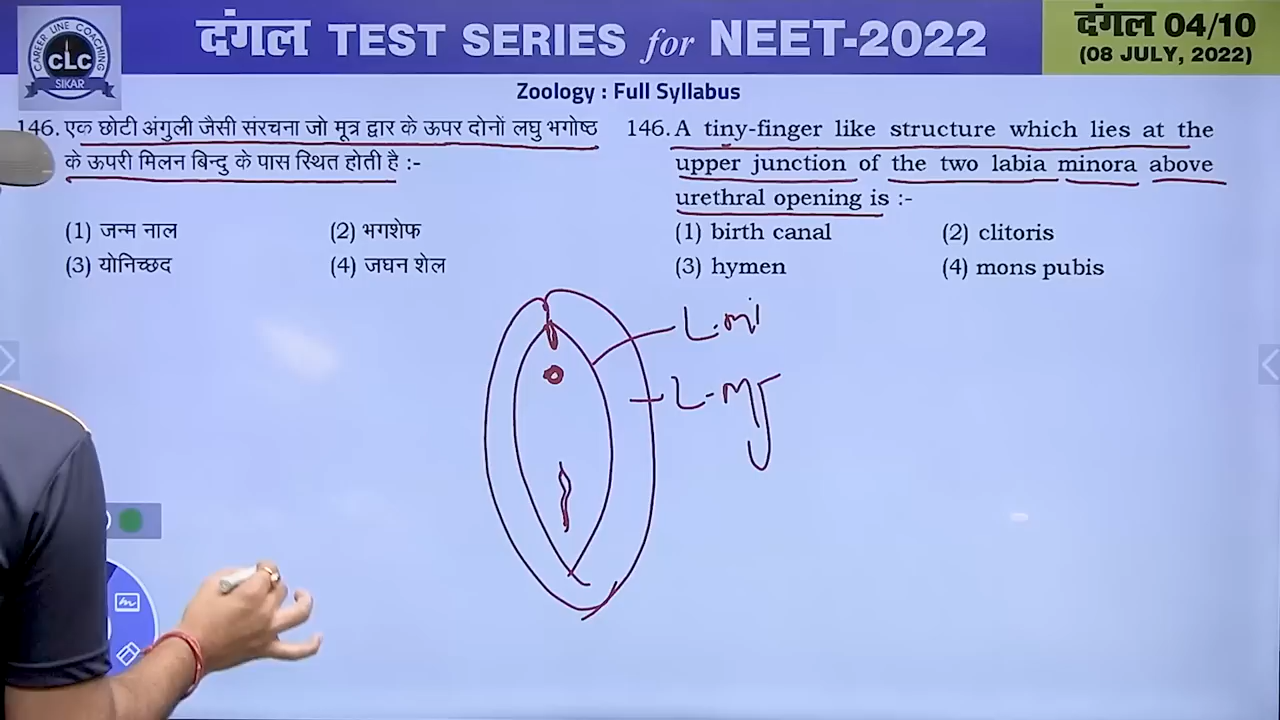 दंगल TEST SERIES for NEET-2022
दंगल 04/10
(08 JULY, 2022)
CAREER LINE COACHING
CLC
SIKAR
Zoology : Full Syllabus
146. एक छोटी अंगुली जैसी संरचना जो मूत्र द्वार के ऊपर दोनों लघु भगोष्ठ
के ऊपरी मिलन बिन्दु के पास स्थित होती है :-
(1) जन्म नाल (2) भगशेफ
(3) योनिच्छद (4) जघन शेल
146. A tiny-finger like structure which lies at the
upper junction of the two labia minora above
urethral opening is :-
(1) birth canal (2) clitoris
(3) hymen (4) mons pubis
L.mi
L-Mj